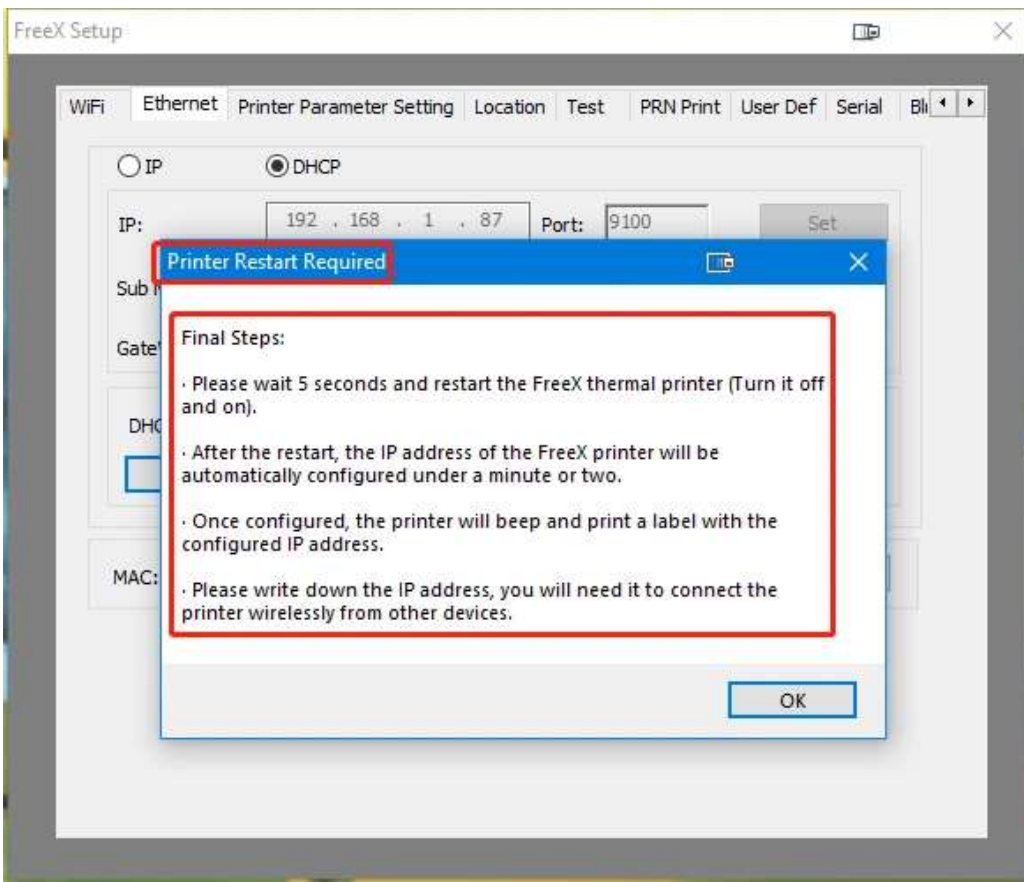 FreeX Setup
WiFi Ethernet Printer Parameter Setting Location Test PRN Print User Def Serial
IP DHCP
IP: 192 . 168 . 1 . 87 Port: 9100 Set
Printer Restart Required
Sub
Final Steps:
· Please wait 5 seconds and restart the FreeX thermal printer (Turn it off
and on).
· After the restart, the IP address of the FreeX printer will be
automatically configured under a minute or two.
· Once configured, the printer will beep and print a label with the
configured IP address.
MAC:
· Please write down the IP address, you will need it to connect the
printer wirelessly from other devices.
OK